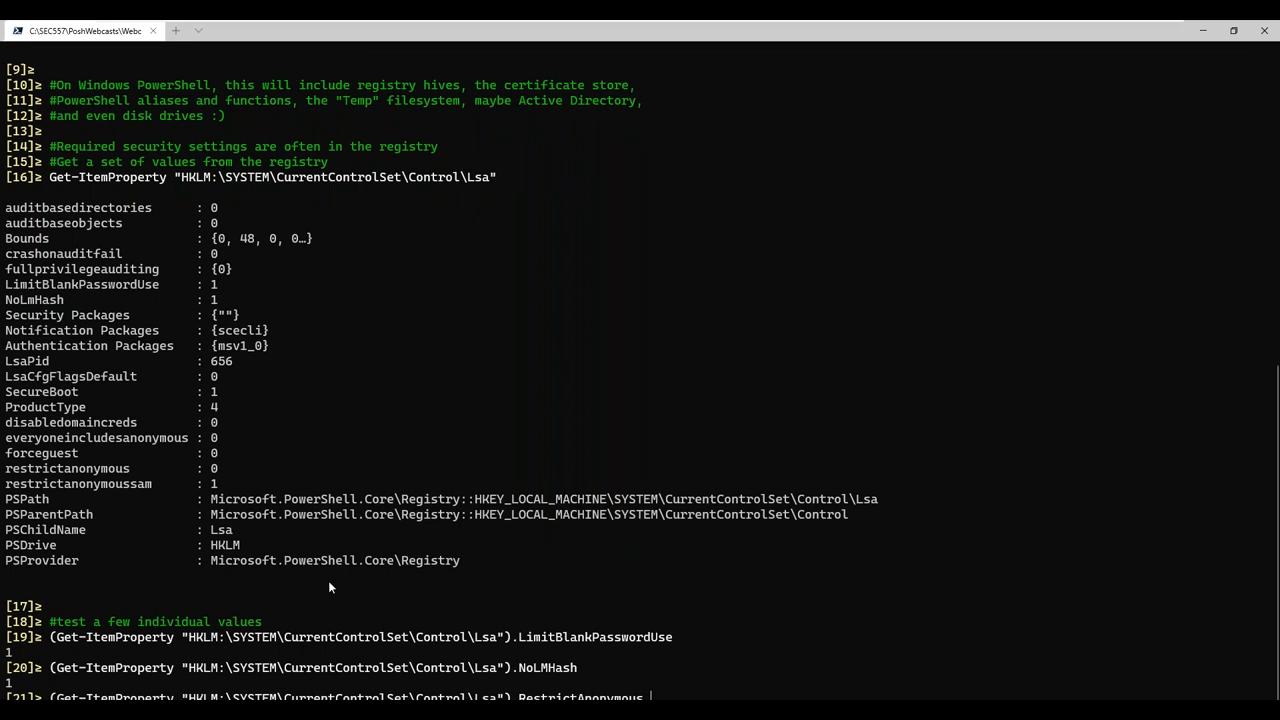 C:\SEC557\PoshWebcasts\Webc
[9]≥
[10]≥ #On Windows PowerShell, this will include registry hives, the certificate store,
[11]≥ #PowerShell aliases and functions, the "Temp" filesystem, maybe Active Directory,
[12]≥ #and even disk drives :)
[13]≥
[14]≥ #Required security settings are often in the registry
[15]≥ #Get a set of values from the registry
[16]≥ Get-ItemProperty "HKLM:\SYSTEM\CurrentControlSet\Control\Lsa"
auditbasedirectories : 0
auditbaseobjects : 0
Bounds : {0, 48, 0, 0…}
crashonauditfail : 0
fullprivilegeauditing : {0}
LimitBlankPasswordUse : 1
NoLmHash : 1
Security Packages : {""}
Notification Packages : {scecli}
Authentication Packages : {msv1_0}
LsaPid : 656
LsaCfgFlagsDefault : 0
SecureBoot : 1
ProductType : 4
disabledomaincreds : 0
everyoneincludesanonymous : 0
forceguest : 0
restrictanonymous : 0
restrictanonymoussam : 1
PSPath : Microsoft.PowerShell.Core\Registry::HKEY_LOCAL_MACHINE\SYSTEM\CurrentControlSet\Control\Lsa
PSParentPath : Microsoft.PowerShell.Core\Registry::HKEY_LOCAL_MACHINE\SYSTEM\CurrentControlSet\Control
PSChildName : Lsa
PSDrive : HKLM
PSProvider : Microsoft.PowerShell.Core\Registry
[17]≥
[18]≥ #test a few individual values
[19]≥ (Get-ItemProperty "HKLM:\SYSTEM\CurrentControlSet\Control\Lsa").LimitBlankPasswordUse
1
[20]≥ (Get-ItemProperty "HKLM:\SYSTEM\CurrentControlSet\Control\Lsa").NoLMHash
1
[21]≥ (Get-ItemProperty "HKLM:\SYSTEM\CurrentControlSet\Control\Lsa").RestrictAnonymous